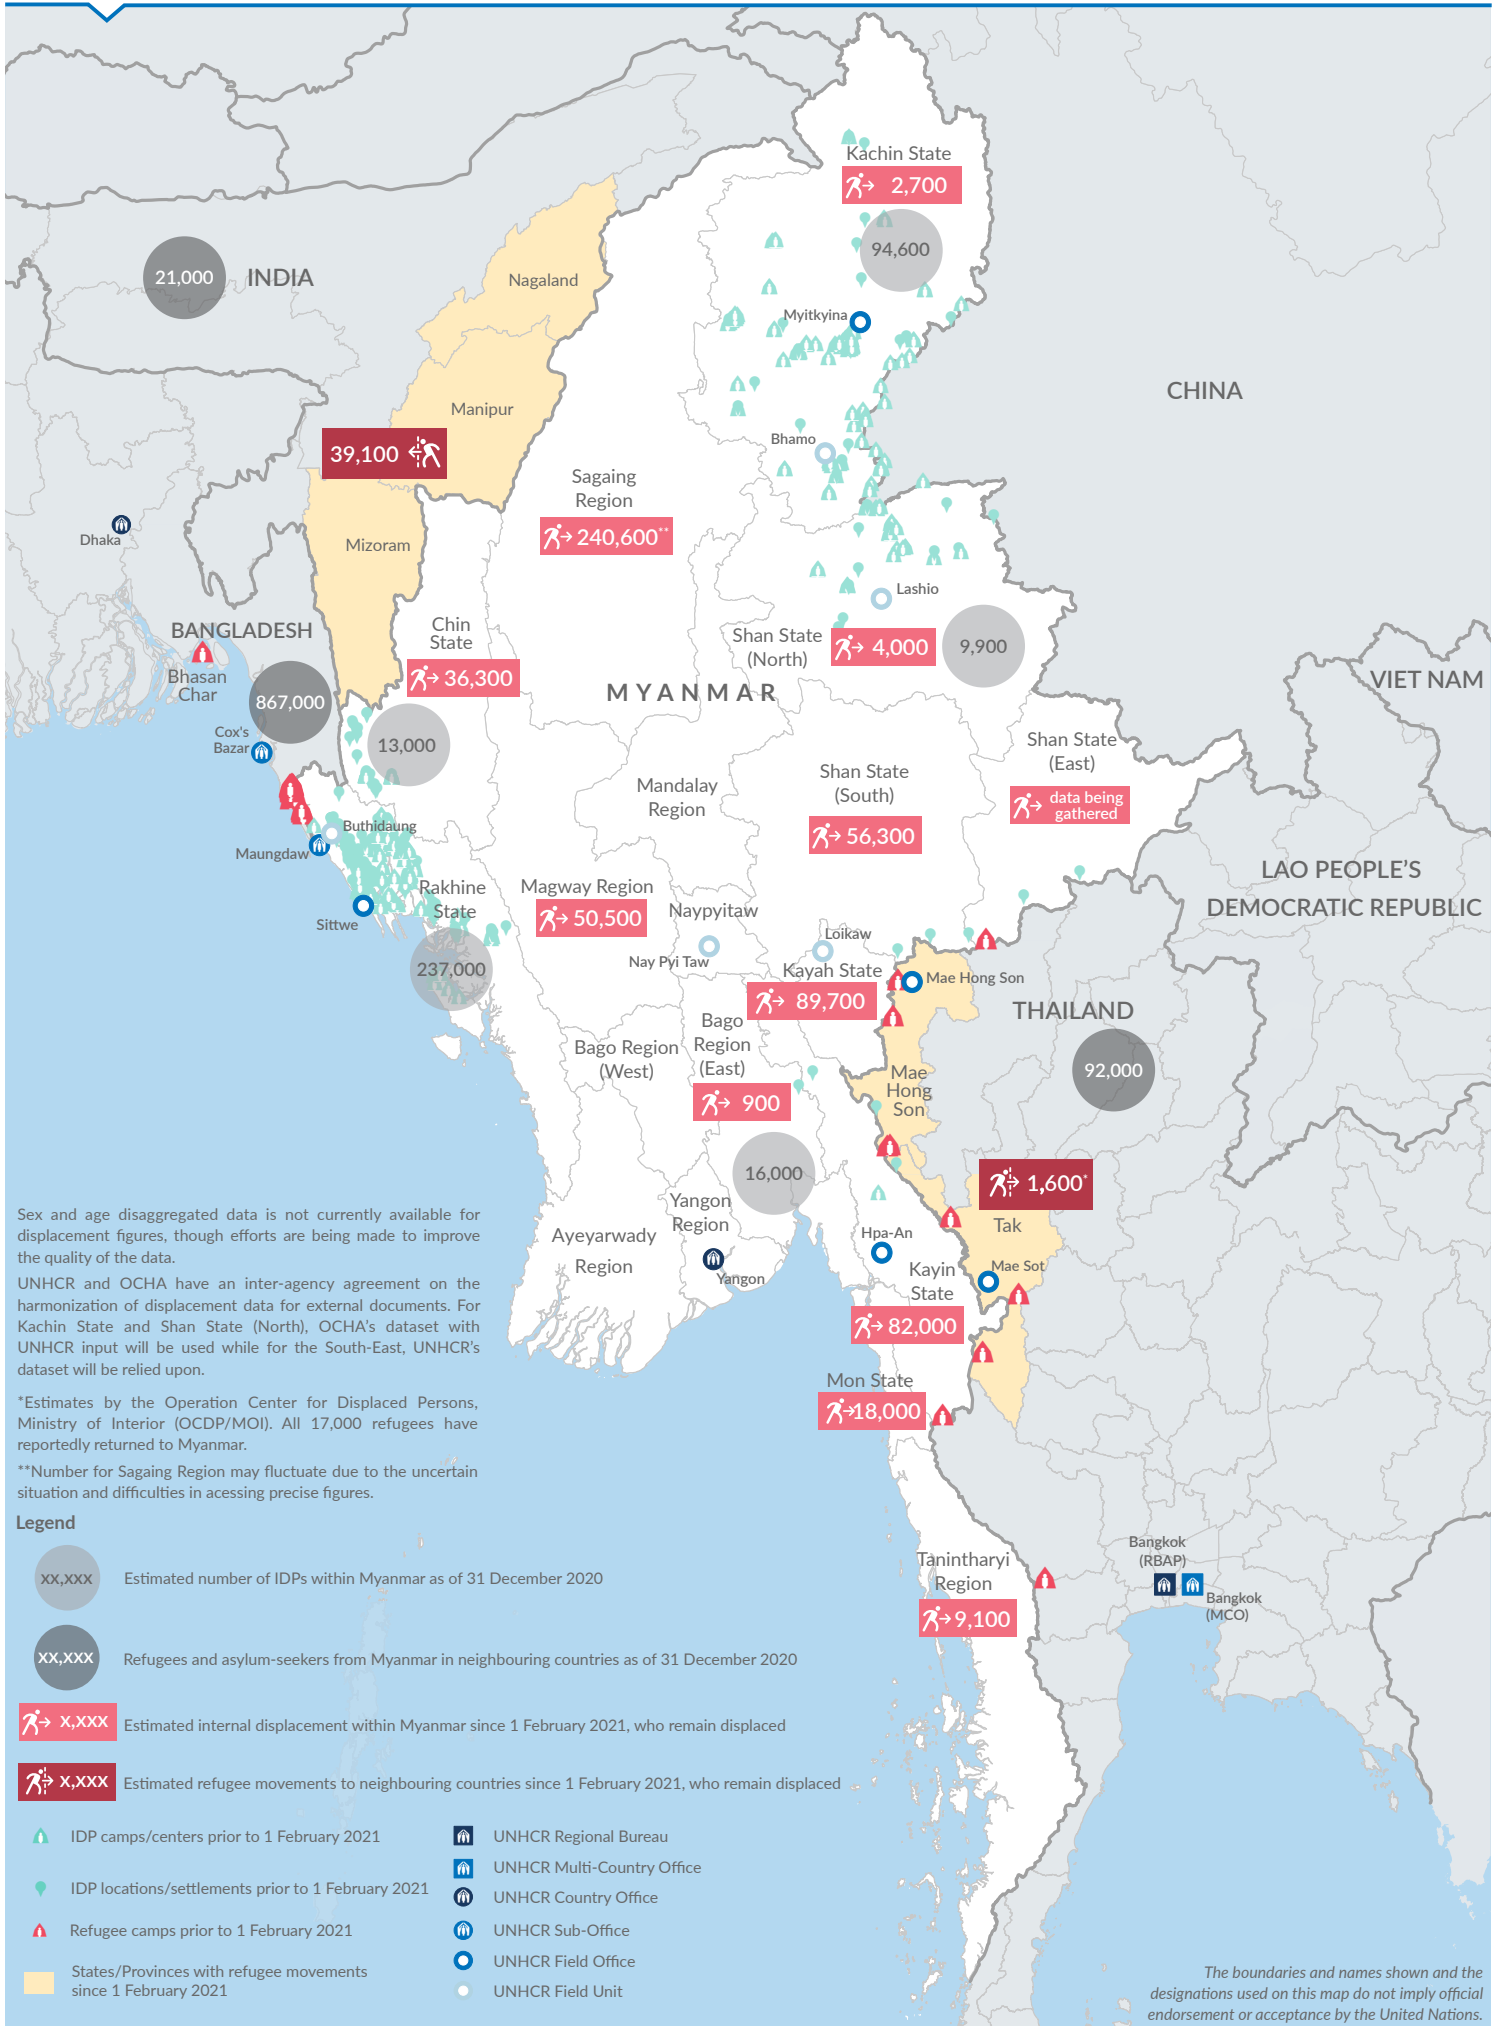 Kachin State
2,700
94,600
21,000
INDIA
Nagaland
Myitkyina
CHINA
Manipur
39,100
Bhamo
Sagaing
Region
240,600**
Dhaka
Mizoram
Lashio
Chin
State
36,300
BANGLADESH
Bhasan
Char
Shan State
(North)
4,000
9,900
MYANMAR
VIET NAM
867,000
Cox's
Bazar
13,000
Shan State
(East)
data being
gathered
Shan State
(South)
56,300
Mandalay
Region
Buthidaung
Maungdaw
Rakhine
State
Sittwe
237,000
Magway Region
50,500
Naypyitaw
Nay Pyi Taw
Loikaw
Kayah State
89,700
LAO PEOPLE'S
DEMOCRATIC REPUBLIC
Mae Hong Son
THAILAND
92,000
Bago Region
(West)
Bago
Region
(East)
900
Mae
Hong
Son
16,000
1,600*
Tak
Yangon
Region
Yangon
Ayeyarwady
Region
Hpa-An
Mae Sot
Kayin
State
82,000
Mon State
18,000
Tanintharyi
Region
9,100
Bangkok
(RBAP)
Bangkok
(MCO)
Sex and age disaggregated data is not currently available for
displacement figures, though efforts are being made to improve
the quality of the data.
UNHCR and OCHA have an inter-agency agreement on the
harmonization of displacement data for external documents. For
Kachin State and Shan State (North), OCHA's dataset with
UNHCR input will be used while for the South-East, UNHCR's
dataset will be relied upon.
*Estimates by the Operation Center for Displaced Persons,
Ministry of Interior (OCDP/MOI). All 17,000 refugees have
reportedly returned to Myanmar.
**Number for Sagaing Region may fluctuate due to the uncertain
situation and difficulties in acessing precise figures.
Legend
XX,XXX
Estimated number of IDPs within Myanmar as of 31 December 2020
XX,XXX
Refugees and asylum-seekers from Myanmar in neighbouring countries as of 31 December 2020
X,XXX
Estimated internal displacement within Myanmar since 1 February 2021, who remain displaced
X,XXX
Estimated refugee movements to neighbouring countries since 1 February 2021, who remain displaced
IDP camps/centers prior to 1 February 2021
IDP locations/settlements prior to 1 February 2021
Refugee camps prior to 1 February 2021
States/Provinces with refugee movements
since 1 February 2021
UNHCR Regional Bureau
UNHCR Multi-Country Office
UNHCR Country Office
UNHCR Sub-Office
UNHCR Field Office
UNHCR Field Unit
The boundaries and names shown and the
designations used on this map do not imply official
endorsement or acceptance by the United Nations.